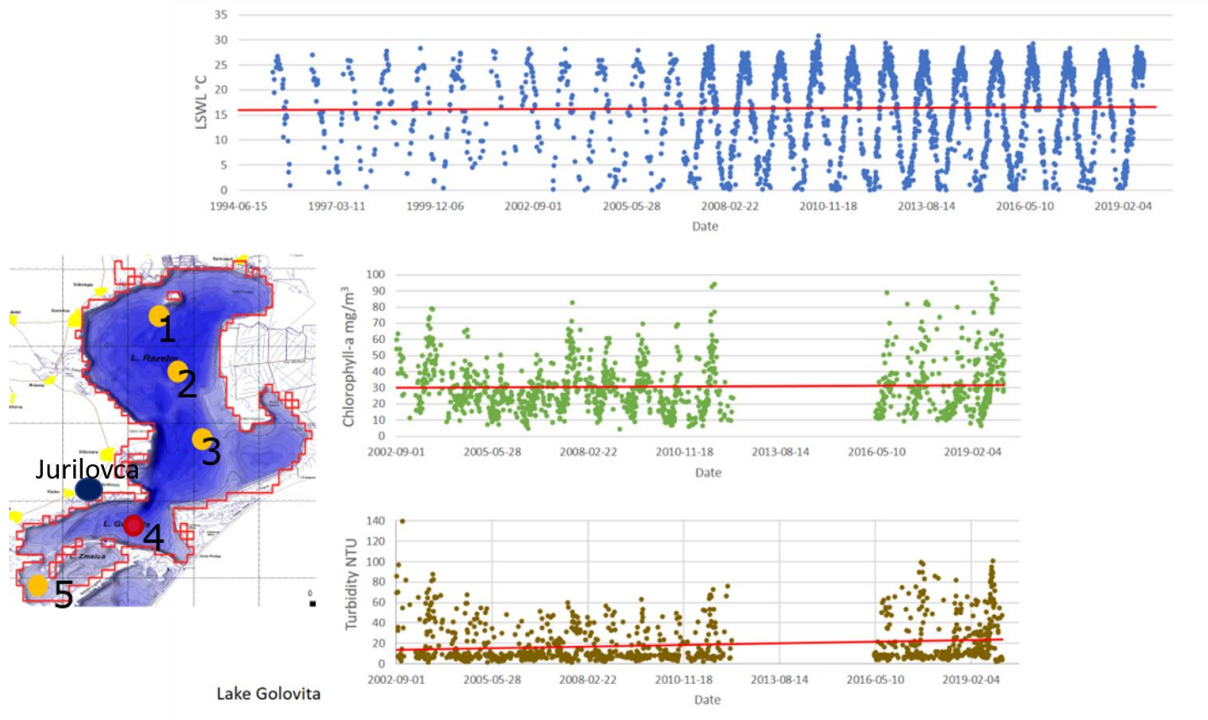 35
30
25
20
15
10
5
0
LSWL °C
1994-06-15 1997-03-11 1999-12-06 2002-09-01 2005-05-28 2008-02-22 2010-11-18 2013-08-14 2016-05-10 2019-02-04
Date
1
L. Razelm
2
3
Jurilovca
4
L. Zmeica
5
0
100
90
80
70
60
50
40
30
20
10
0
Chlorophyll-a mg/m³
2002-09-01 2005-05-28 2008-02-22 2010-11-18 2013-08-14 2016-05-10 2019-02-04
Date
140
120
100
80
60
40
20
0
Turbidity NTU
2002-09-01 2005-05-28 2008-02-22 2010-11-18 2013-08-14 2016-05-10 2019-02-04
Date
Lake Golovita